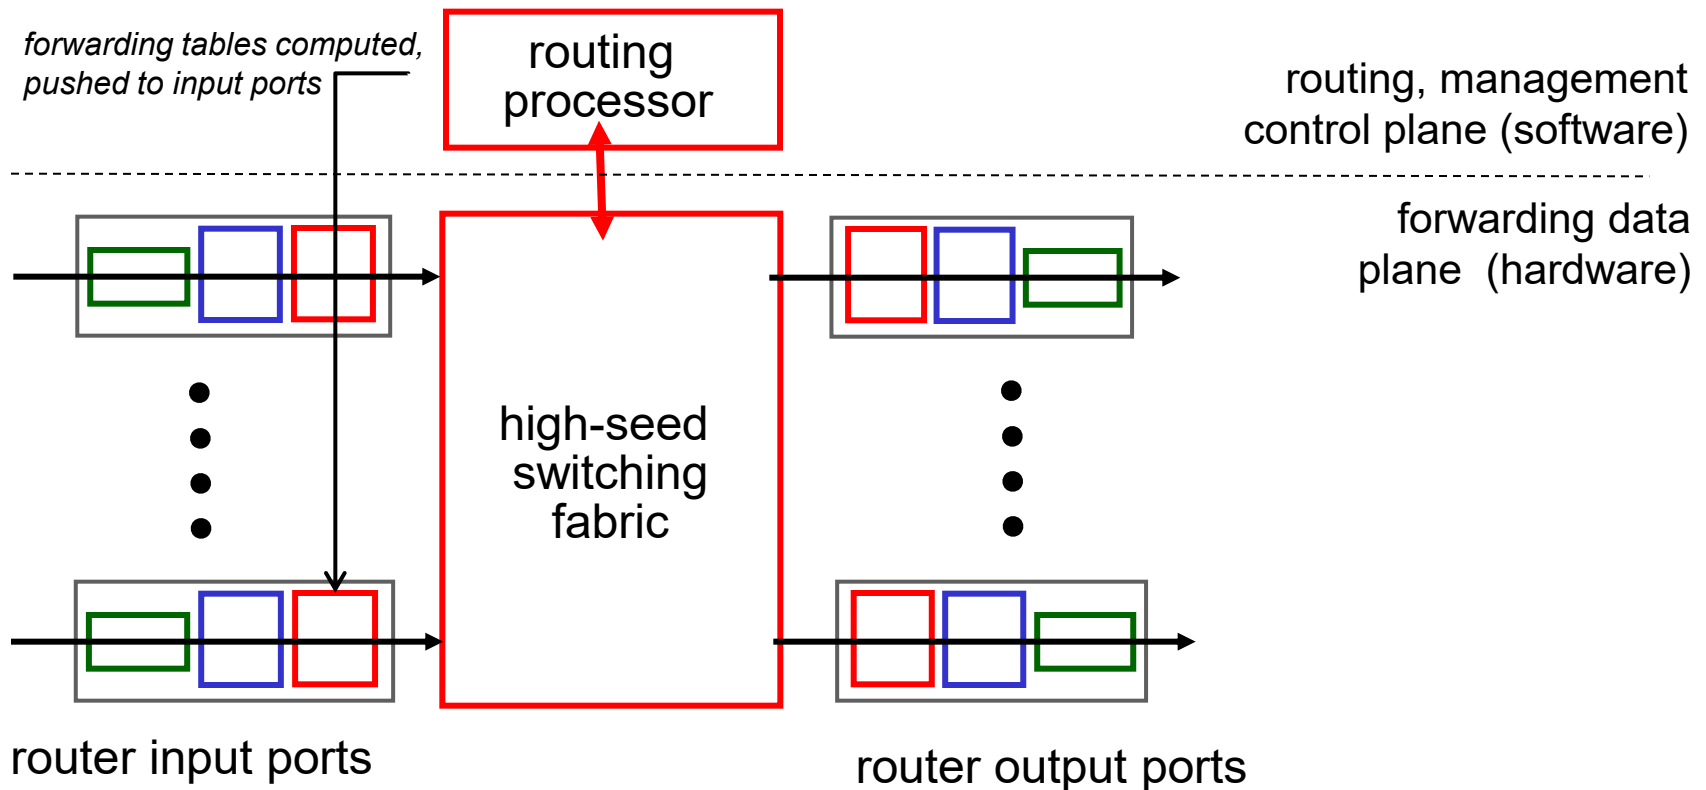 forwarding tables computed,
pushed to input ports
routing
processor
routing, management
control plane (software)
forwarding data
plane (hardware)
high-seed
switching
fabric
router input ports
router output ports